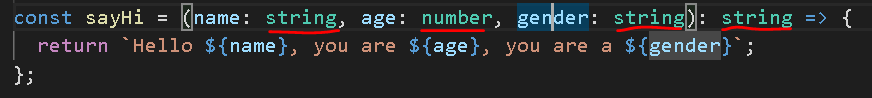 const sayHi = (name: string, age: number, gender: string): string => {
  return `Hello ${name}, you are ${age}, you are a ${gender}`;
};